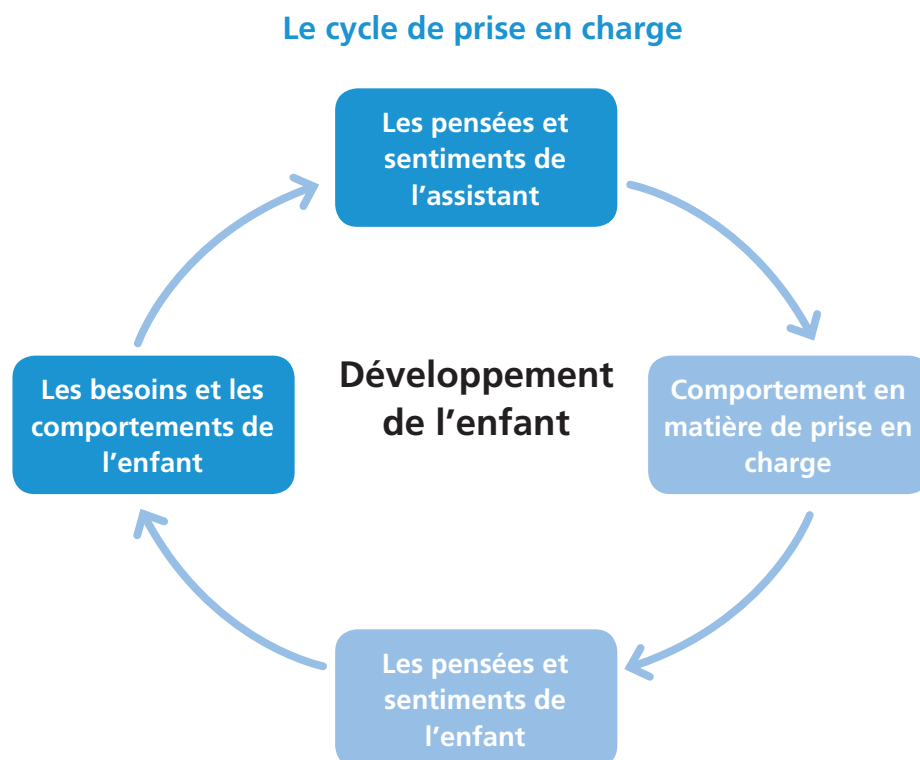 Le cycle de prise en charge
Les pensées et
sentiments de
l’assistant
Développement
de l’enfant
Les besoins et les
comportements de
l’enfant
Comportement en
matière de prise en
charge
Les pensées et
sentiments de
l’enfant